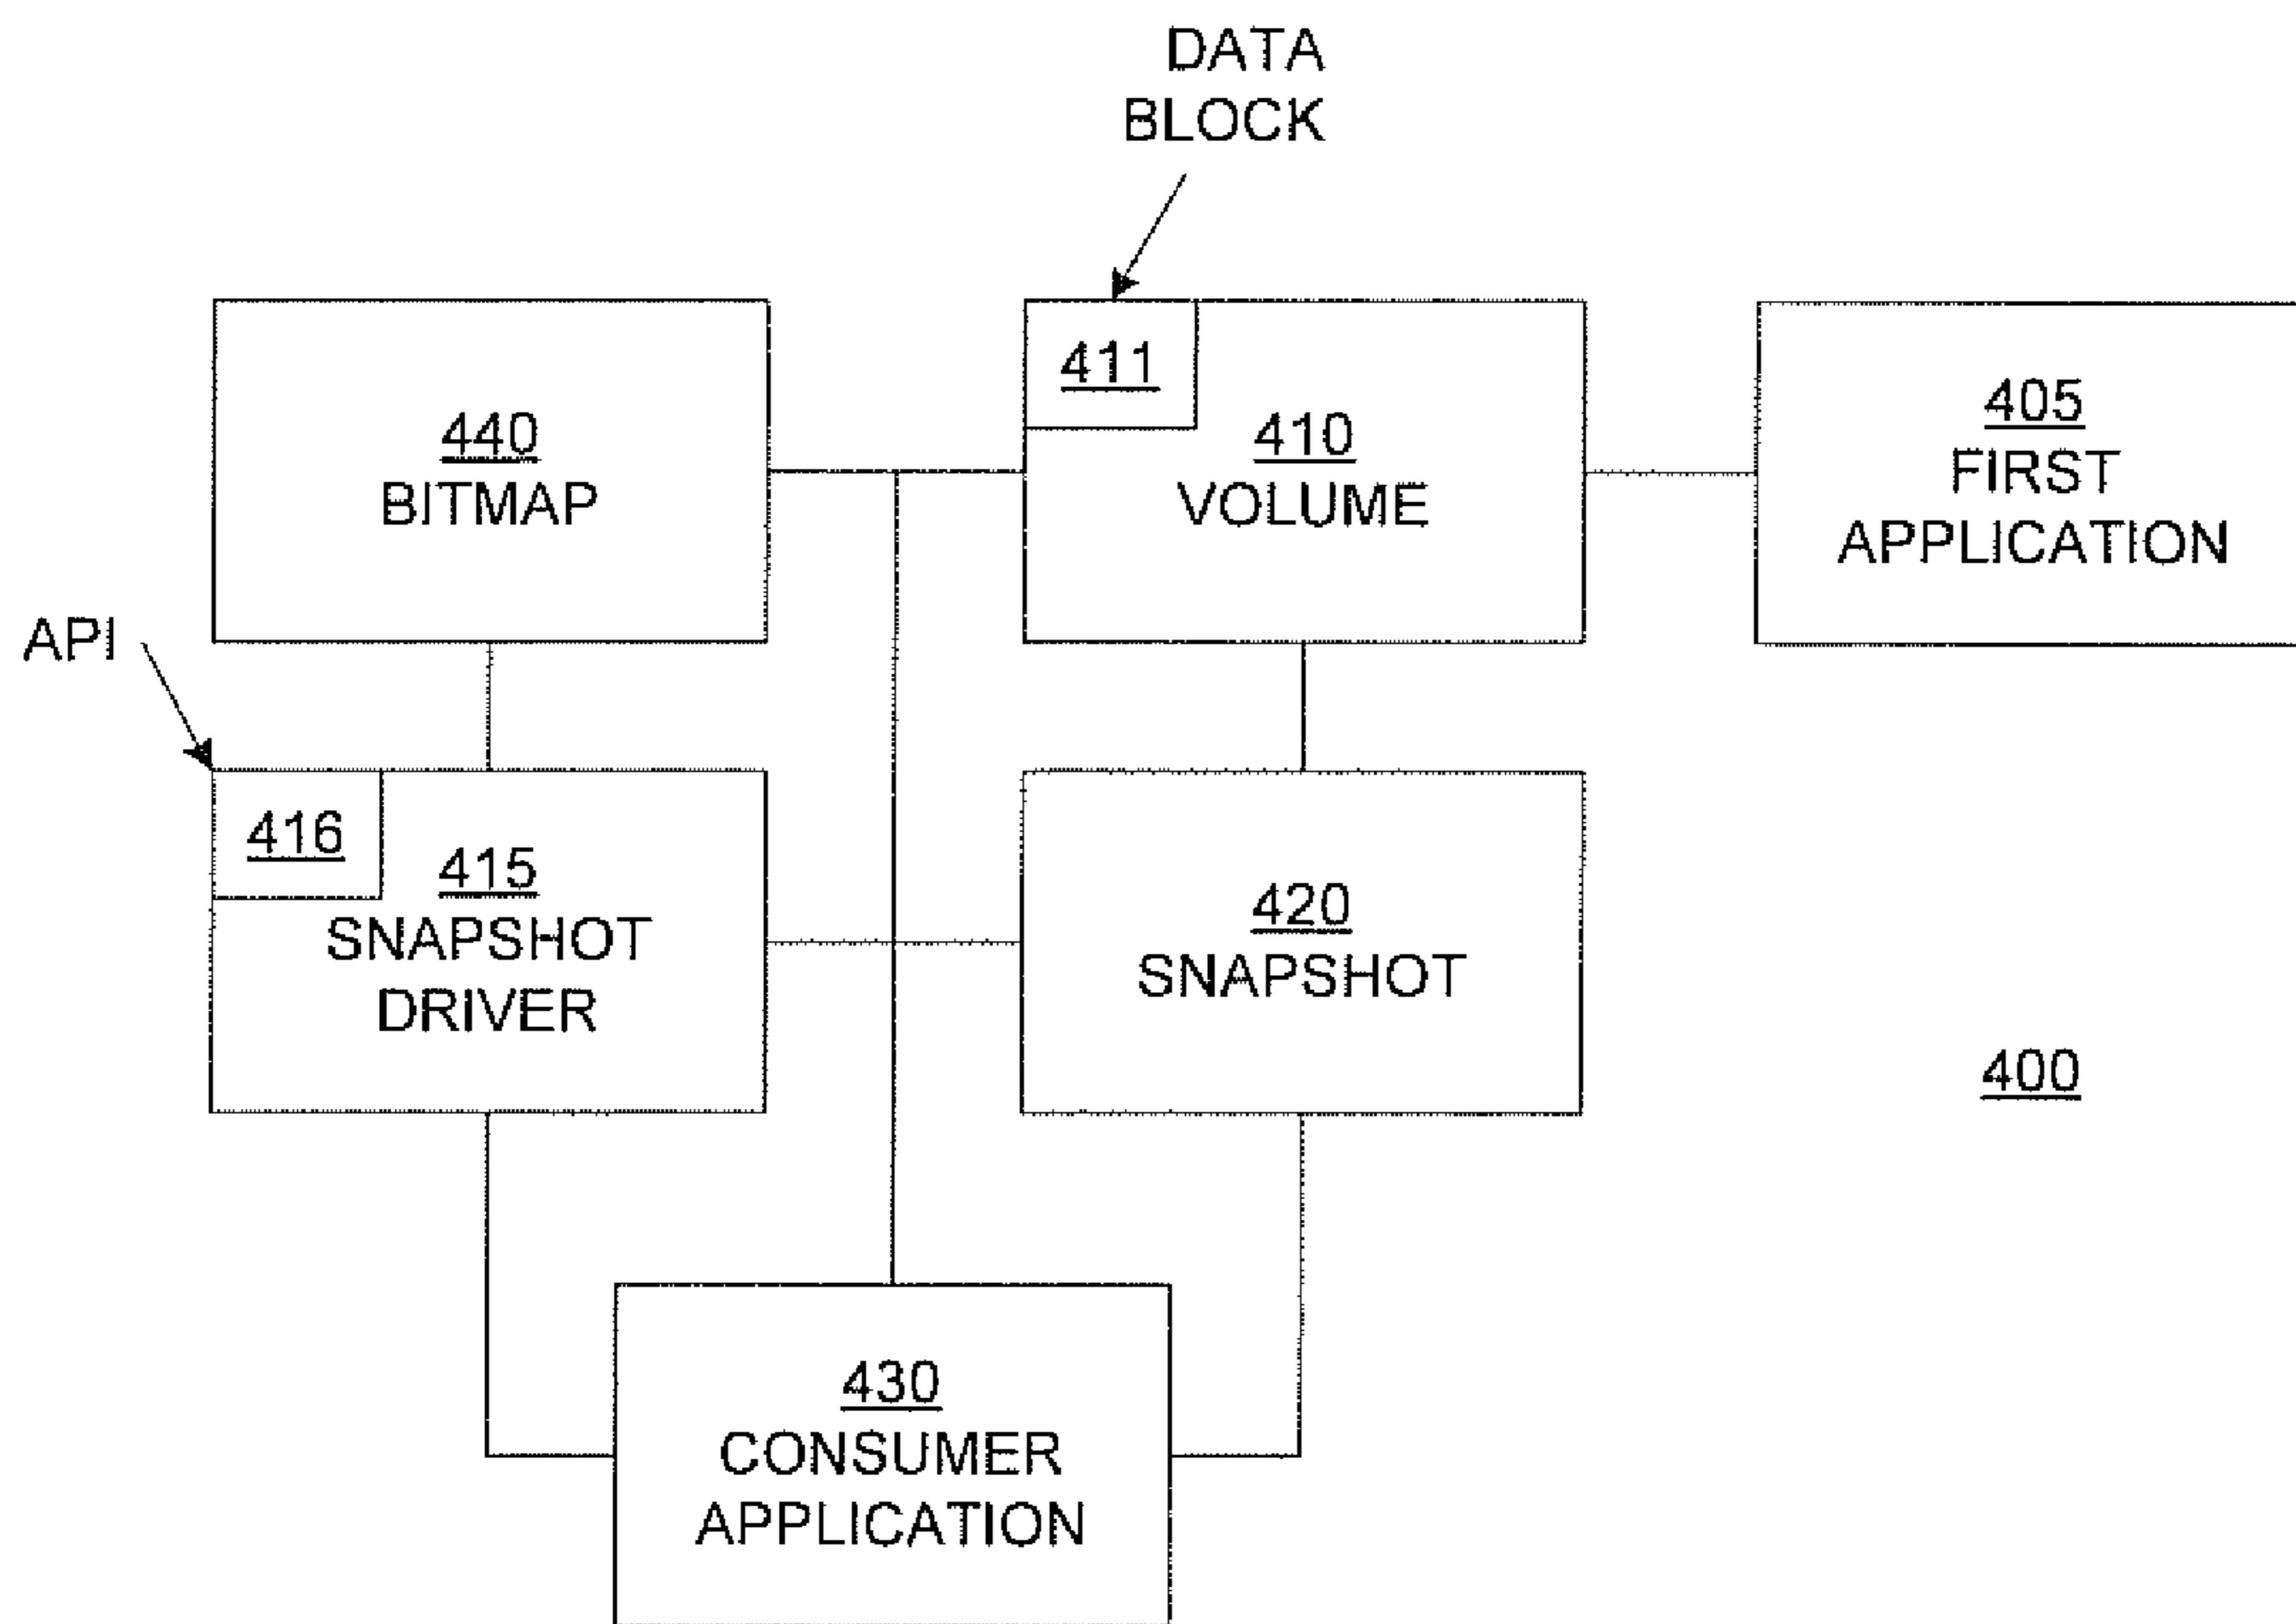 DATA
BLOCK
411
440
BITMAP
410
VOLUME
405
FIRST
APPLICATION
API
416
415
SNAPSHOT
DRIVER
420
SNAPSHOT
400
430
CONSUMER
APPLICATION